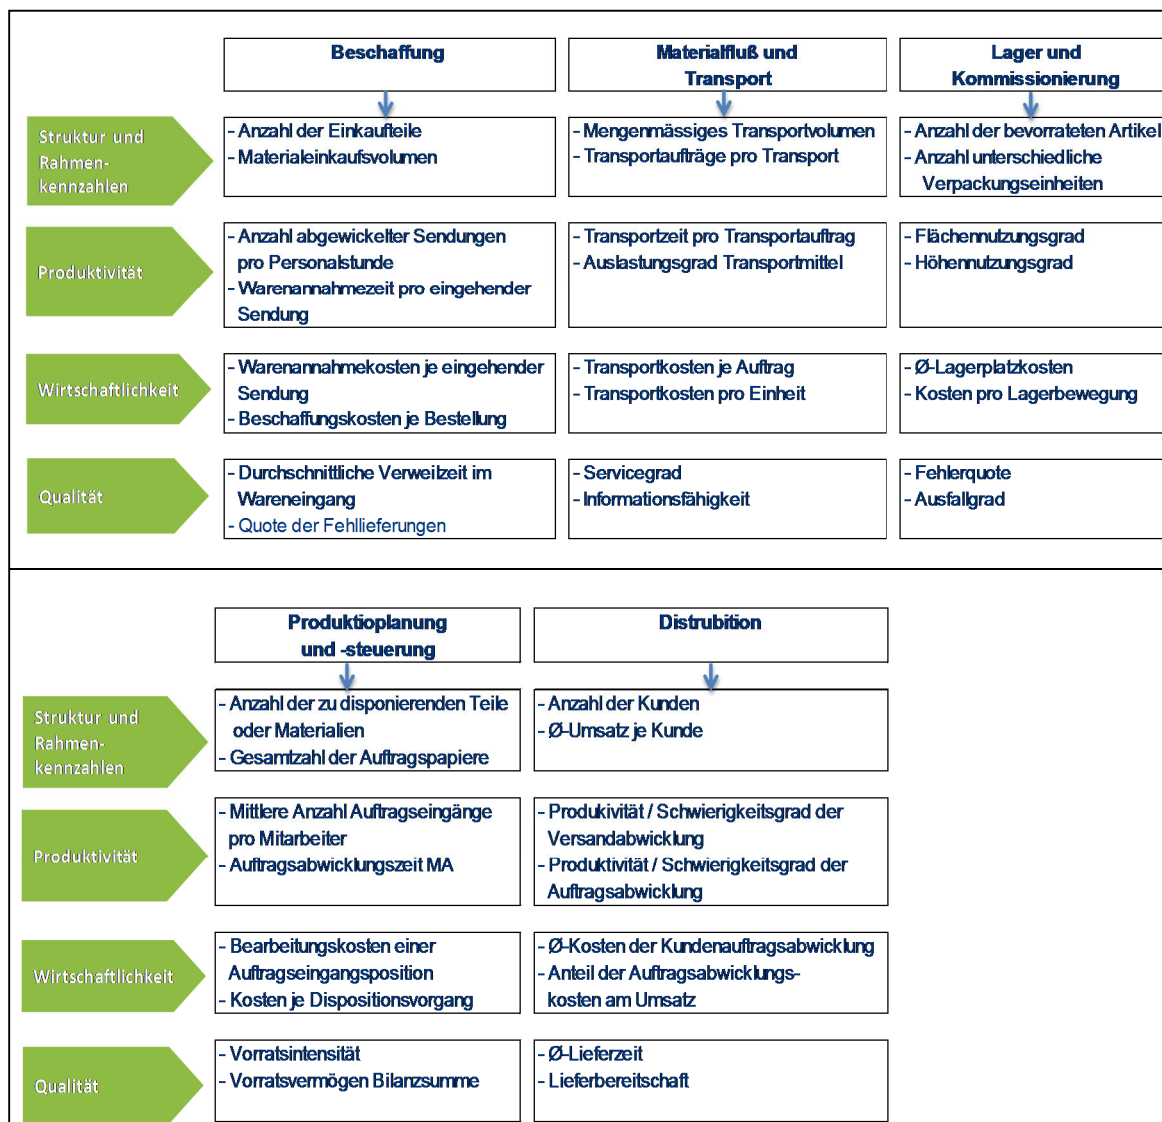 Beschaffung
Materialfluß und
Transport
Lager und
Kommissionierung
Struktur und
Rahmen-
kennzahlen
- Anzahl der Einkaufteile
- Materialeinkaufsvolumen
- Mengenmässiges Transportvolumen
- Transportaufträge pro Transport
- Anzahl der bevorrateten Artikel
- Anzahl unterschiedliche
Verpackungseinheiten
Produktivität
- Anzahl abgewickelter Sendungen
pro Personalstunde
- Warenannahmezeit pro eingehender
Sendung
- Transportzeit pro Transportauftrag
- Auslastungsgrad Transportmittel
- Flächennutzungsgrad
- Höhennutzungsgrad
Wirtschaftlichkeit
- Warenannahmekosten je eingehender
Sendung
- Beschaffungskosten je Bestellung
- Transportkosten je Auftrag
- Transportkosten pro Einheit
- Ø-Lagerplatzkosten
- Kosten pro Lagerbewegung
Qualität
- Durchschnittliche Verweilzeit im
Wareneingang
- Quote der Fehllieferungen
- Servicegrad
- Informationsfähigkeit
- Fehlerquote
- Ausfallgrad
Produktioplanung
und -steuerung
Distrubition
Struktur und
Rahmen-
kennzahlen
- Anzahl der zu disponierenden Teile
oder Materialien
- Gesamtzahl der Auftragspapiere
- Anzahl der Kunden
- Ø-Umsatz je Kunde
Produktivität
- Mittlere Anzahl Auftragseingänge
pro Mitarbeiter
- Auftragsabwicklungszeit MA
- Produkivität / Schwierigkeitsgrad der
Versandabwicklung
- Produktivität / Schwierigkeitsgrad der
Auftragsabwicklung
Wirtschaftlichkeit
- Bearbeitungskosten einer
Auftragseingangsposition
- Kosten je Dispositionsvorgang
- Ø-Kosten der Kundenauftragsabwicklung
- Anteil der Auftragsabwicklungs-
kosten am Umsatz
Qualität
- Vorratsintensität
- Vorratsvermögen Bilanzsumme
- Ø-Lieferzeit
- Lieferbereitschaft